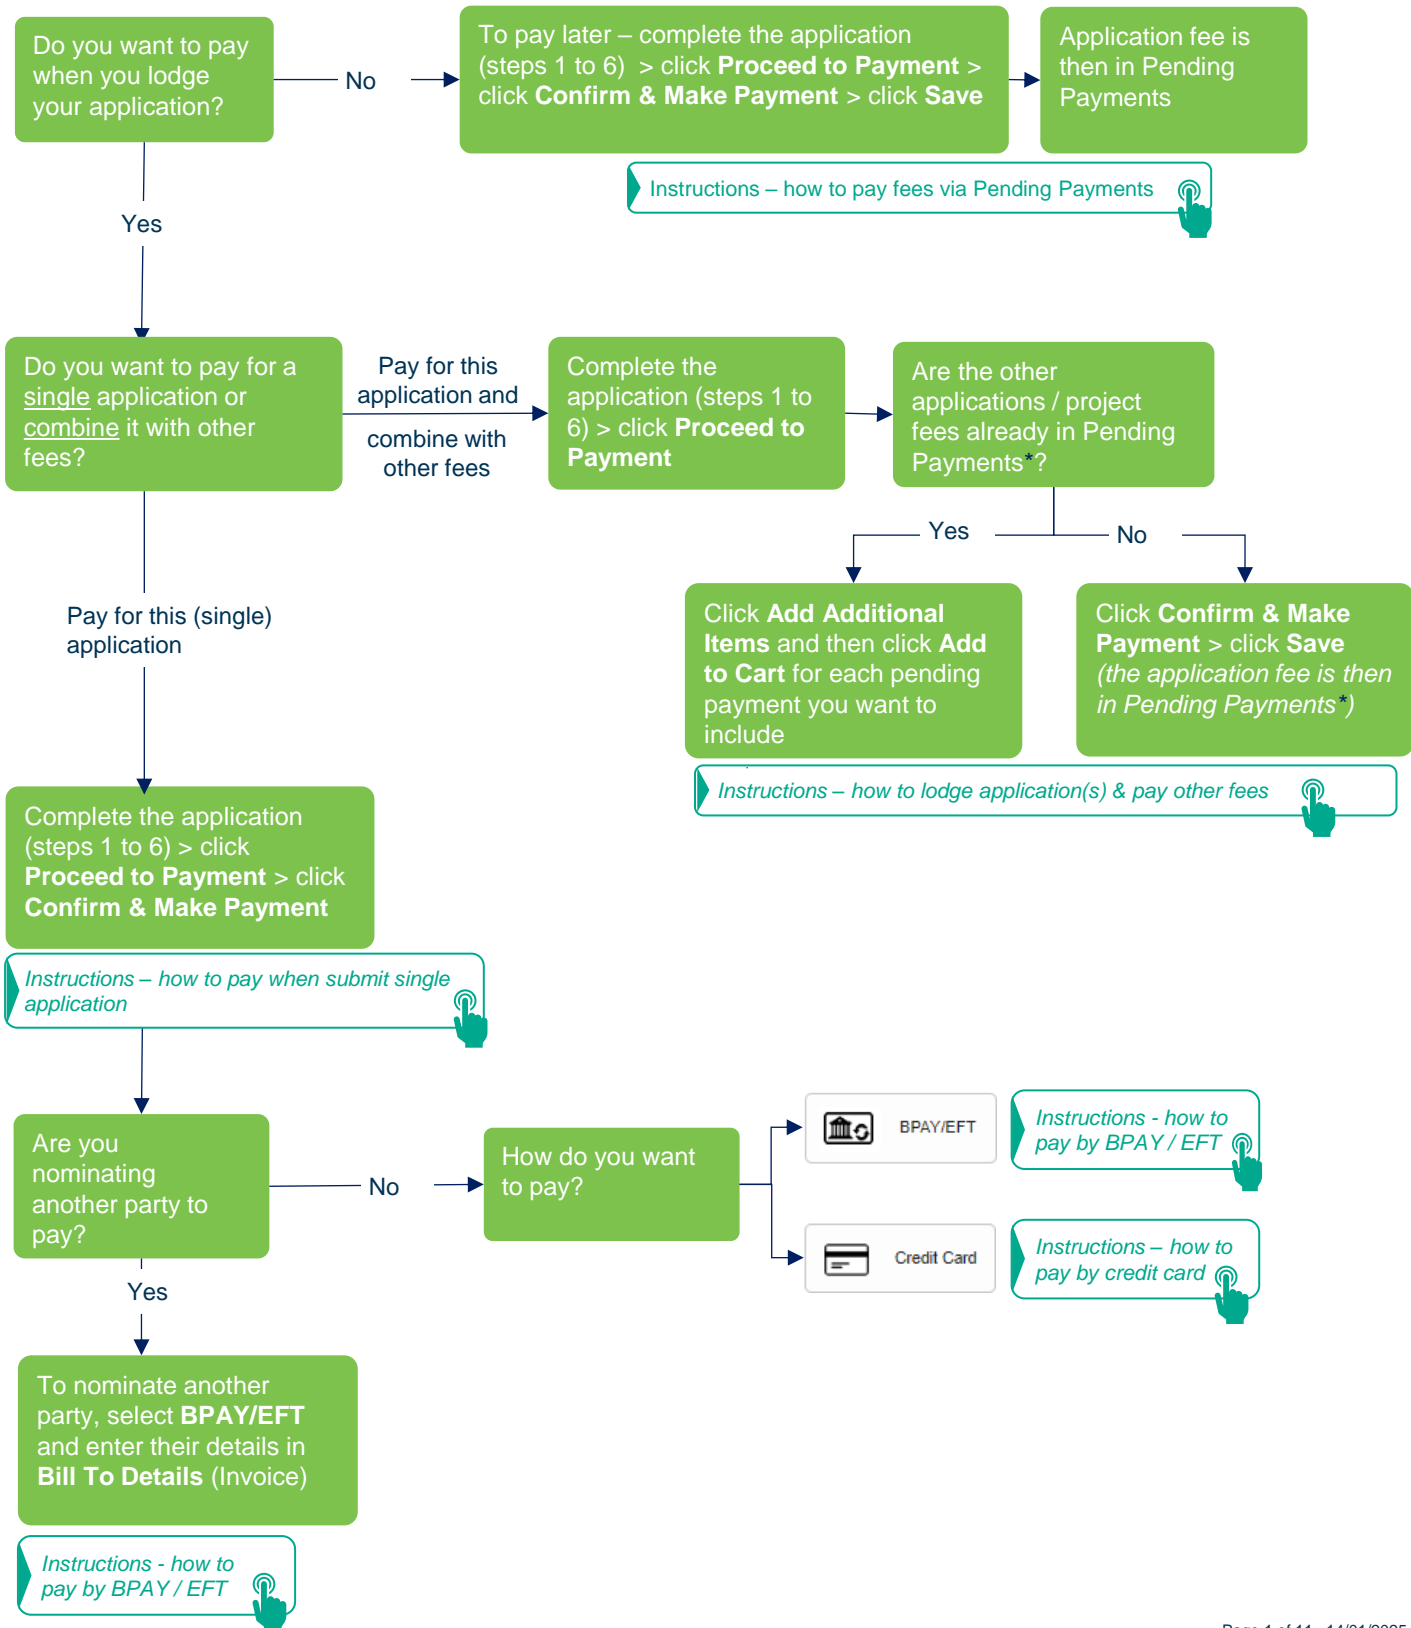 Do you want to pay
when you lodge
your application?
No
To pay later – complete the application
(steps 1 to 6) > click Proceed to Payment >
click Confirm & Make Payment > click Save
Application fee is
then in Pending
Payments
Instructions – how to pay fees via Pending Payments
Yes
Do you want to pay for a
single application or
combine it with other
fees?
Pay for this
application and
combine with
other fees
Complete the
application (steps 1 to
6) > click Proceed to
Payment
Are the other
applications / project
fees already in Pending
Payments*?
Yes
No
Click Add Additional
Items and then click Add
to Cart for each pending
payment you want to
include
Click Confirm & Make
Payment > click Save
(the application fee is then
in Pending Payments*)
Instructions – how to lodge application(s) & pay other fees
Pay for this (single)
application
Complete the application
(steps 1 to 6) > click
Proceed to Payment > click
Confirm & Make Payment
Instructions – how to pay when submit single
application
Are you
nominating
another party to
pay?
No
How do you want
to pay?
BPAY/EFT
Instructions - how to
pay by BPAY / EFT
Credit Card
Instructions – how to
pay by credit card
Yes
To nominate another
party, select BPAY/EFT
and enter their details in
Bill To Details (Invoice)
Instructions - how to
pay by BPAY / EFT
Page 1 of 11 14/01/2025